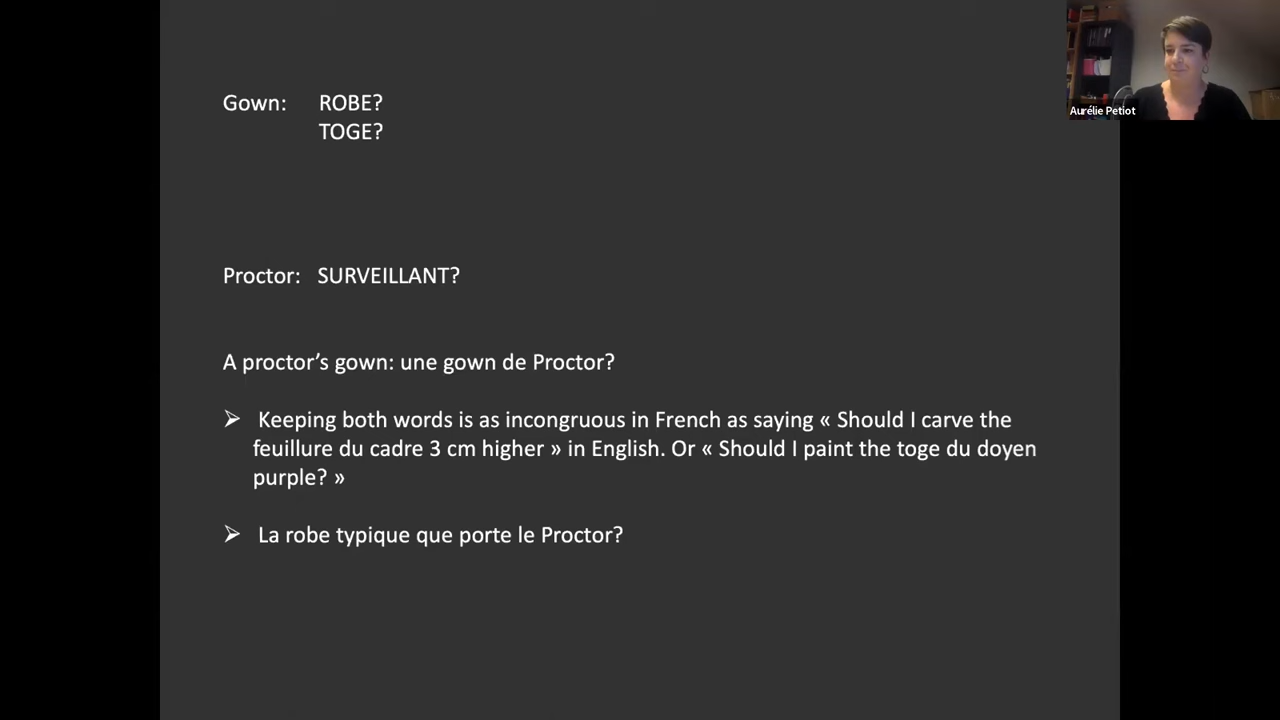 Gown: ROBE?
TOGE?
Aurélie Petiot
Proctor: SURVEILLANT?
A proctor’s gown: une gown de Proctor?
➢ Keeping both words is as incongruous in French as saying « Should I carve the
feuillure du cadre 3 cm higher » in English. Or « Should I paint the toge du doyen
purple? »
➢ La robe typique que porte le Proctor?